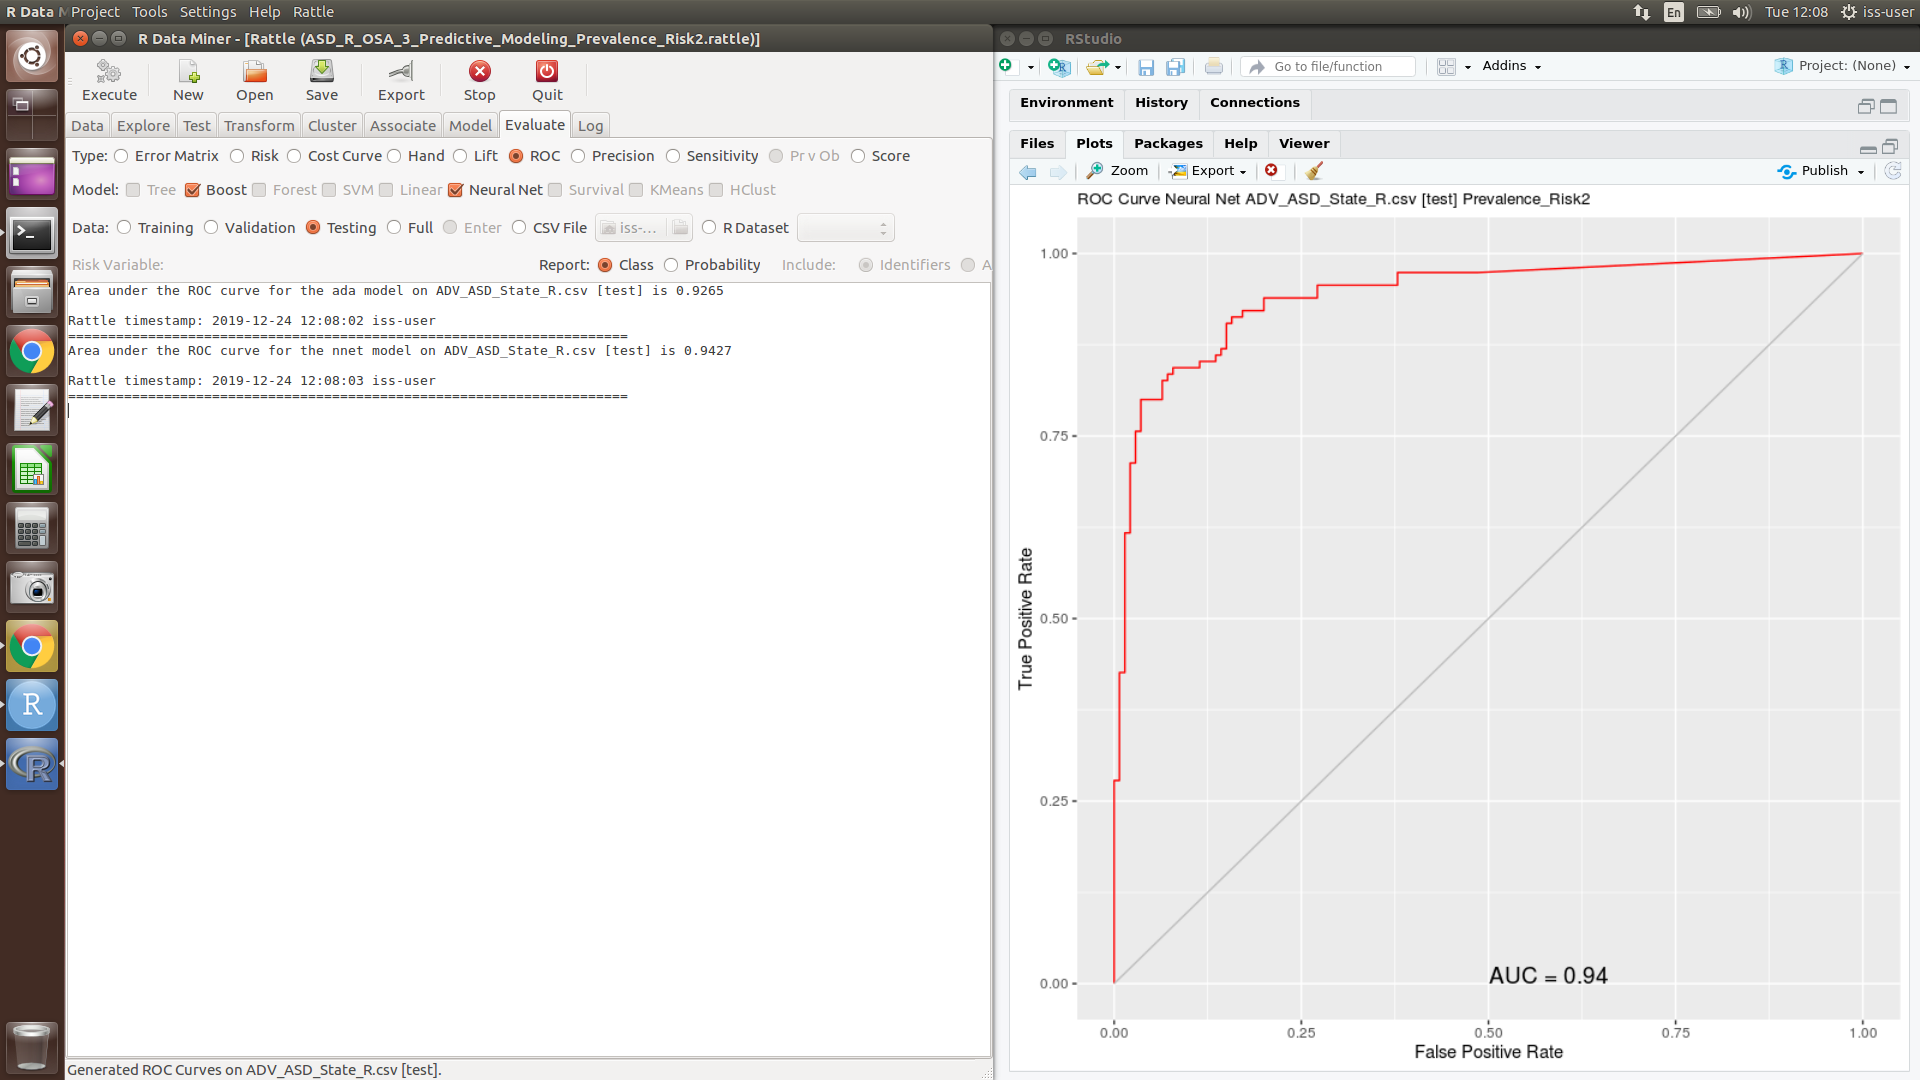 R Data M Project Tools Settings Help Rattle
En Tue 12:08 iss-user
R Data Miner - [Rattle (ASD_R_OSA_3_Predictive_Modeling_Prevalence_Risk2.rattle)]
Execute New Open Save Export Stop Quit
Data Explore Test Transform Cluster Associate Model Evaluate Log
Type: Error Matrix Risk Cost Curve Hand Lift ROC Precision Sensitivity Pr v Ob Score
Model: Tree Boost Forest SVM Linear Neural Net Survival KMeans HClust
Data: Training Validation Testing Full Enter CSV File iss-... R Dataset
Risk Variable: Report: Class Probability Include: Identifiers A
Area under the ROC curve for the ada model on ADV_ASD_State_R.csv [test] is 0.9265
Rattle timestamp: 2019-12-24 12:08:02 iss-user
======================================================================
Area under the ROC curve for the nnet model on ADV_ASD_State_R.csv [test] is 0.9427
Rattle timestamp: 2019-12-24 12:08:03 iss-user
======================================================================
Generated ROC Curves on ADV_ASD_State_R.csv [test].
RStudio
Go to file/function Addins Project: (None)
Environment History Connections
Files Plots Packages Help Viewer
Zoom Export Publish
ROC Curve Neural Net ADV_ASD_State_R.csv [test] Prevalence_Risk2
1.00
0.75
0.50
0.25
0.00
True Positive Rate
AUC = 0.94
0.00 0.25 0.50 0.75 1.00
False Positive Rate